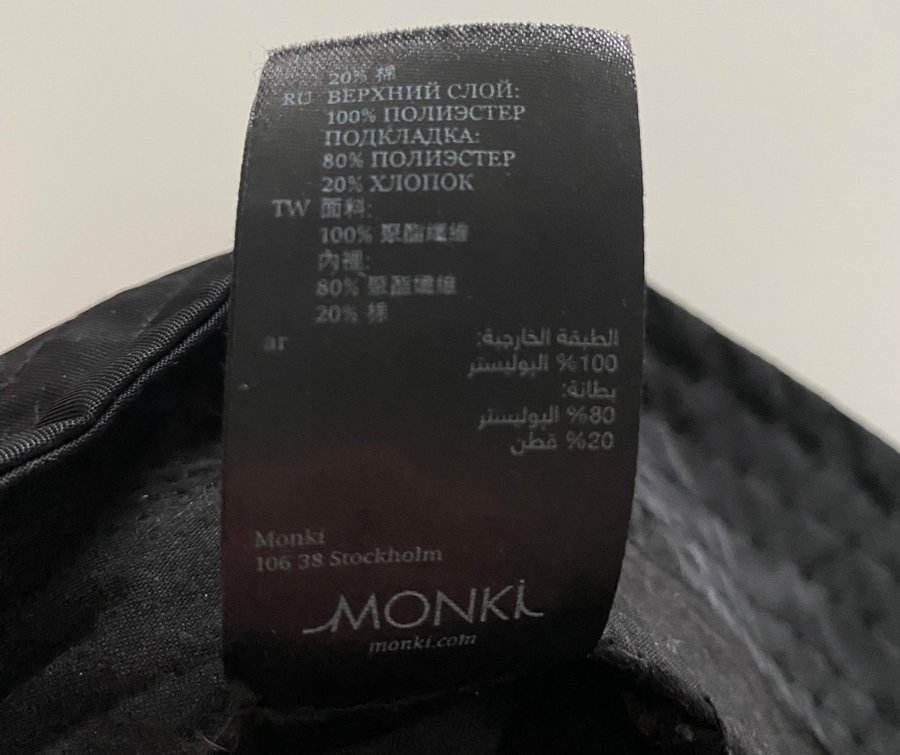 20% 棉
RU ВЕРХНИЙ СЛОЙ:
100% ПОЛИЭСТЕР
ПОДКЛАДКА:
80% ПОЛИЭСТЕР
20% ХЛОПОК
TW 面料:
100% 聚酯纖維
內裡:
80% 聚酯纖維
20% 棉
ar الطبقة الخارجية:
100% البوليستر
بطانة:
80% البوليستر
20% قطن
Monki
106 38 Stockholm
MONKi
monki.com